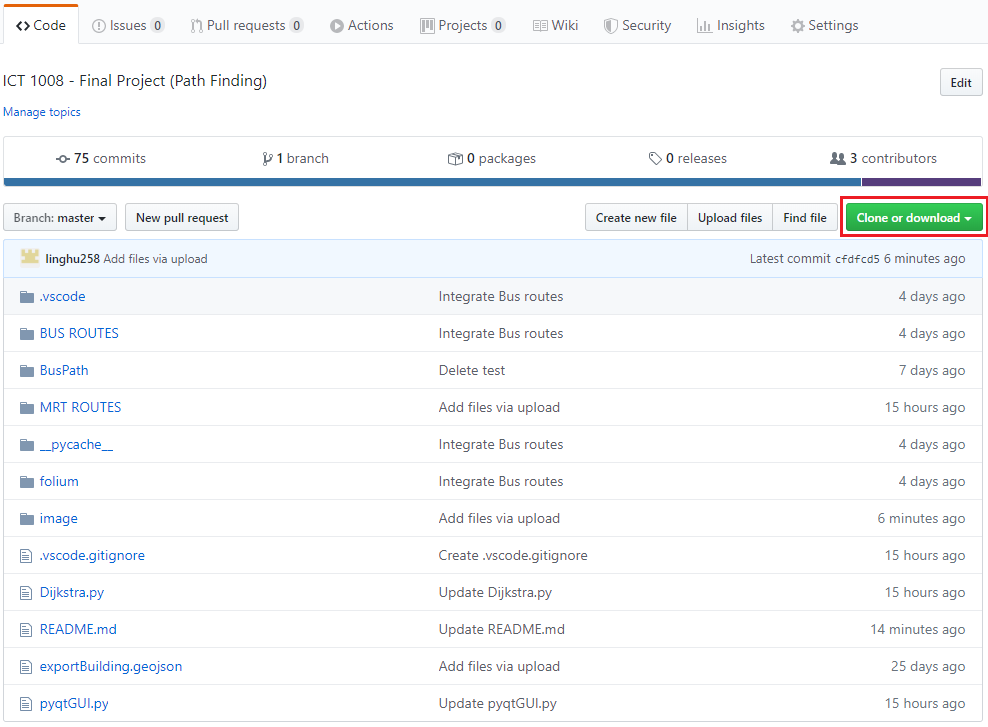 Code Issues 0 Pull requests 0 Actions Projects 0 Wiki Security Insights Settings
ICT 1008 - Final Project (Path Finding) Edit
Manage topics
75 commits 1 branch 0 packages 0 releases 3 contributors
Branch: master New pull request Create new file Upload files Find file Clone or download
linghu258 Add files via upload Latest commit cfdfcd5 6 minutes ago
.vscode Integrate Bus routes 4 days ago
BUS ROUTES Integrate Bus routes 4 days ago
BusPath Delete test 7 days ago
MRT ROUTES Add files via upload 15 hours ago
__pycache__ Integrate Bus routes 4 days ago
folium Integrate Bus routes 4 days ago
image Add files via upload 6 minutes ago
.vscode.gitignore Create .vscode.gitignore 15 hours ago
Dijkstra.py Update Dijkstra.py 15 hours ago
README.md Update README.md 14 minutes ago
exportBuilding.geojson Add files via upload 25 days ago
pyqtGUI.py Update pyqtGUI.py 15 hours ago